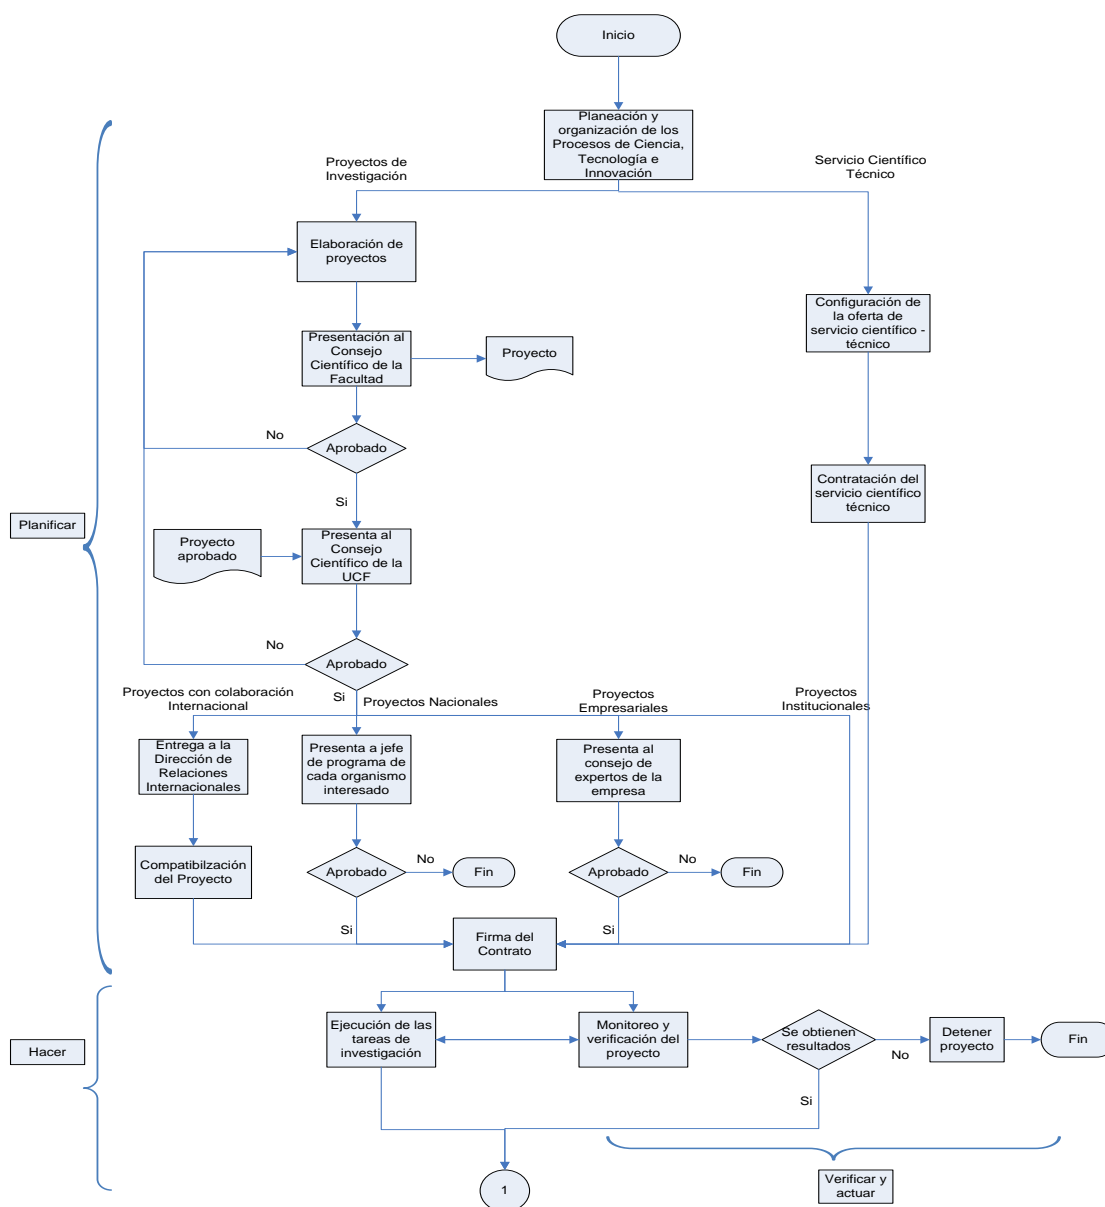 Inicio
Planeación y
organización de los
Procesos de Ciencia,
Tecnología e
Innovación
Proyectos de
Investigación
Servicio Científico
Técnico
Elaboración de
proyectos
Configuración de
la oferta de
servicio científico -
técnico
Presentación al
Consejo
Científico de la
Facultad
Proyecto
No
Aprobado
Si
Contratación del
servicio científico
técnico
Planificar
Proyecto
aprobado
Presenta al
Consejo
Científico de la
UCF
No
Aprobado
Si
Proyectos con colaboración
Internacional
Proyectos Nacionales
Proyectos
Empresariales
Proyectos
Institucionales
Entrega a la
Dirección de
Relaciones
Internacionales
Presenta a jefe
de programa de
cada organismo
interesado
Presenta al
consejo de
expertos de la
empresa
Compatibilzación
del Proyecto
Aprobado
No
Fin
Aprobado
No
Fin
Si
Si
Firma del
Contrato
Hacer
Ejecución de las
tareas de
investigación
Monitoreo y
verificación del
proyecto
Se obtienen
resultados
No
Detener
proyecto
Fin
Si
1
Verificar y
actuar